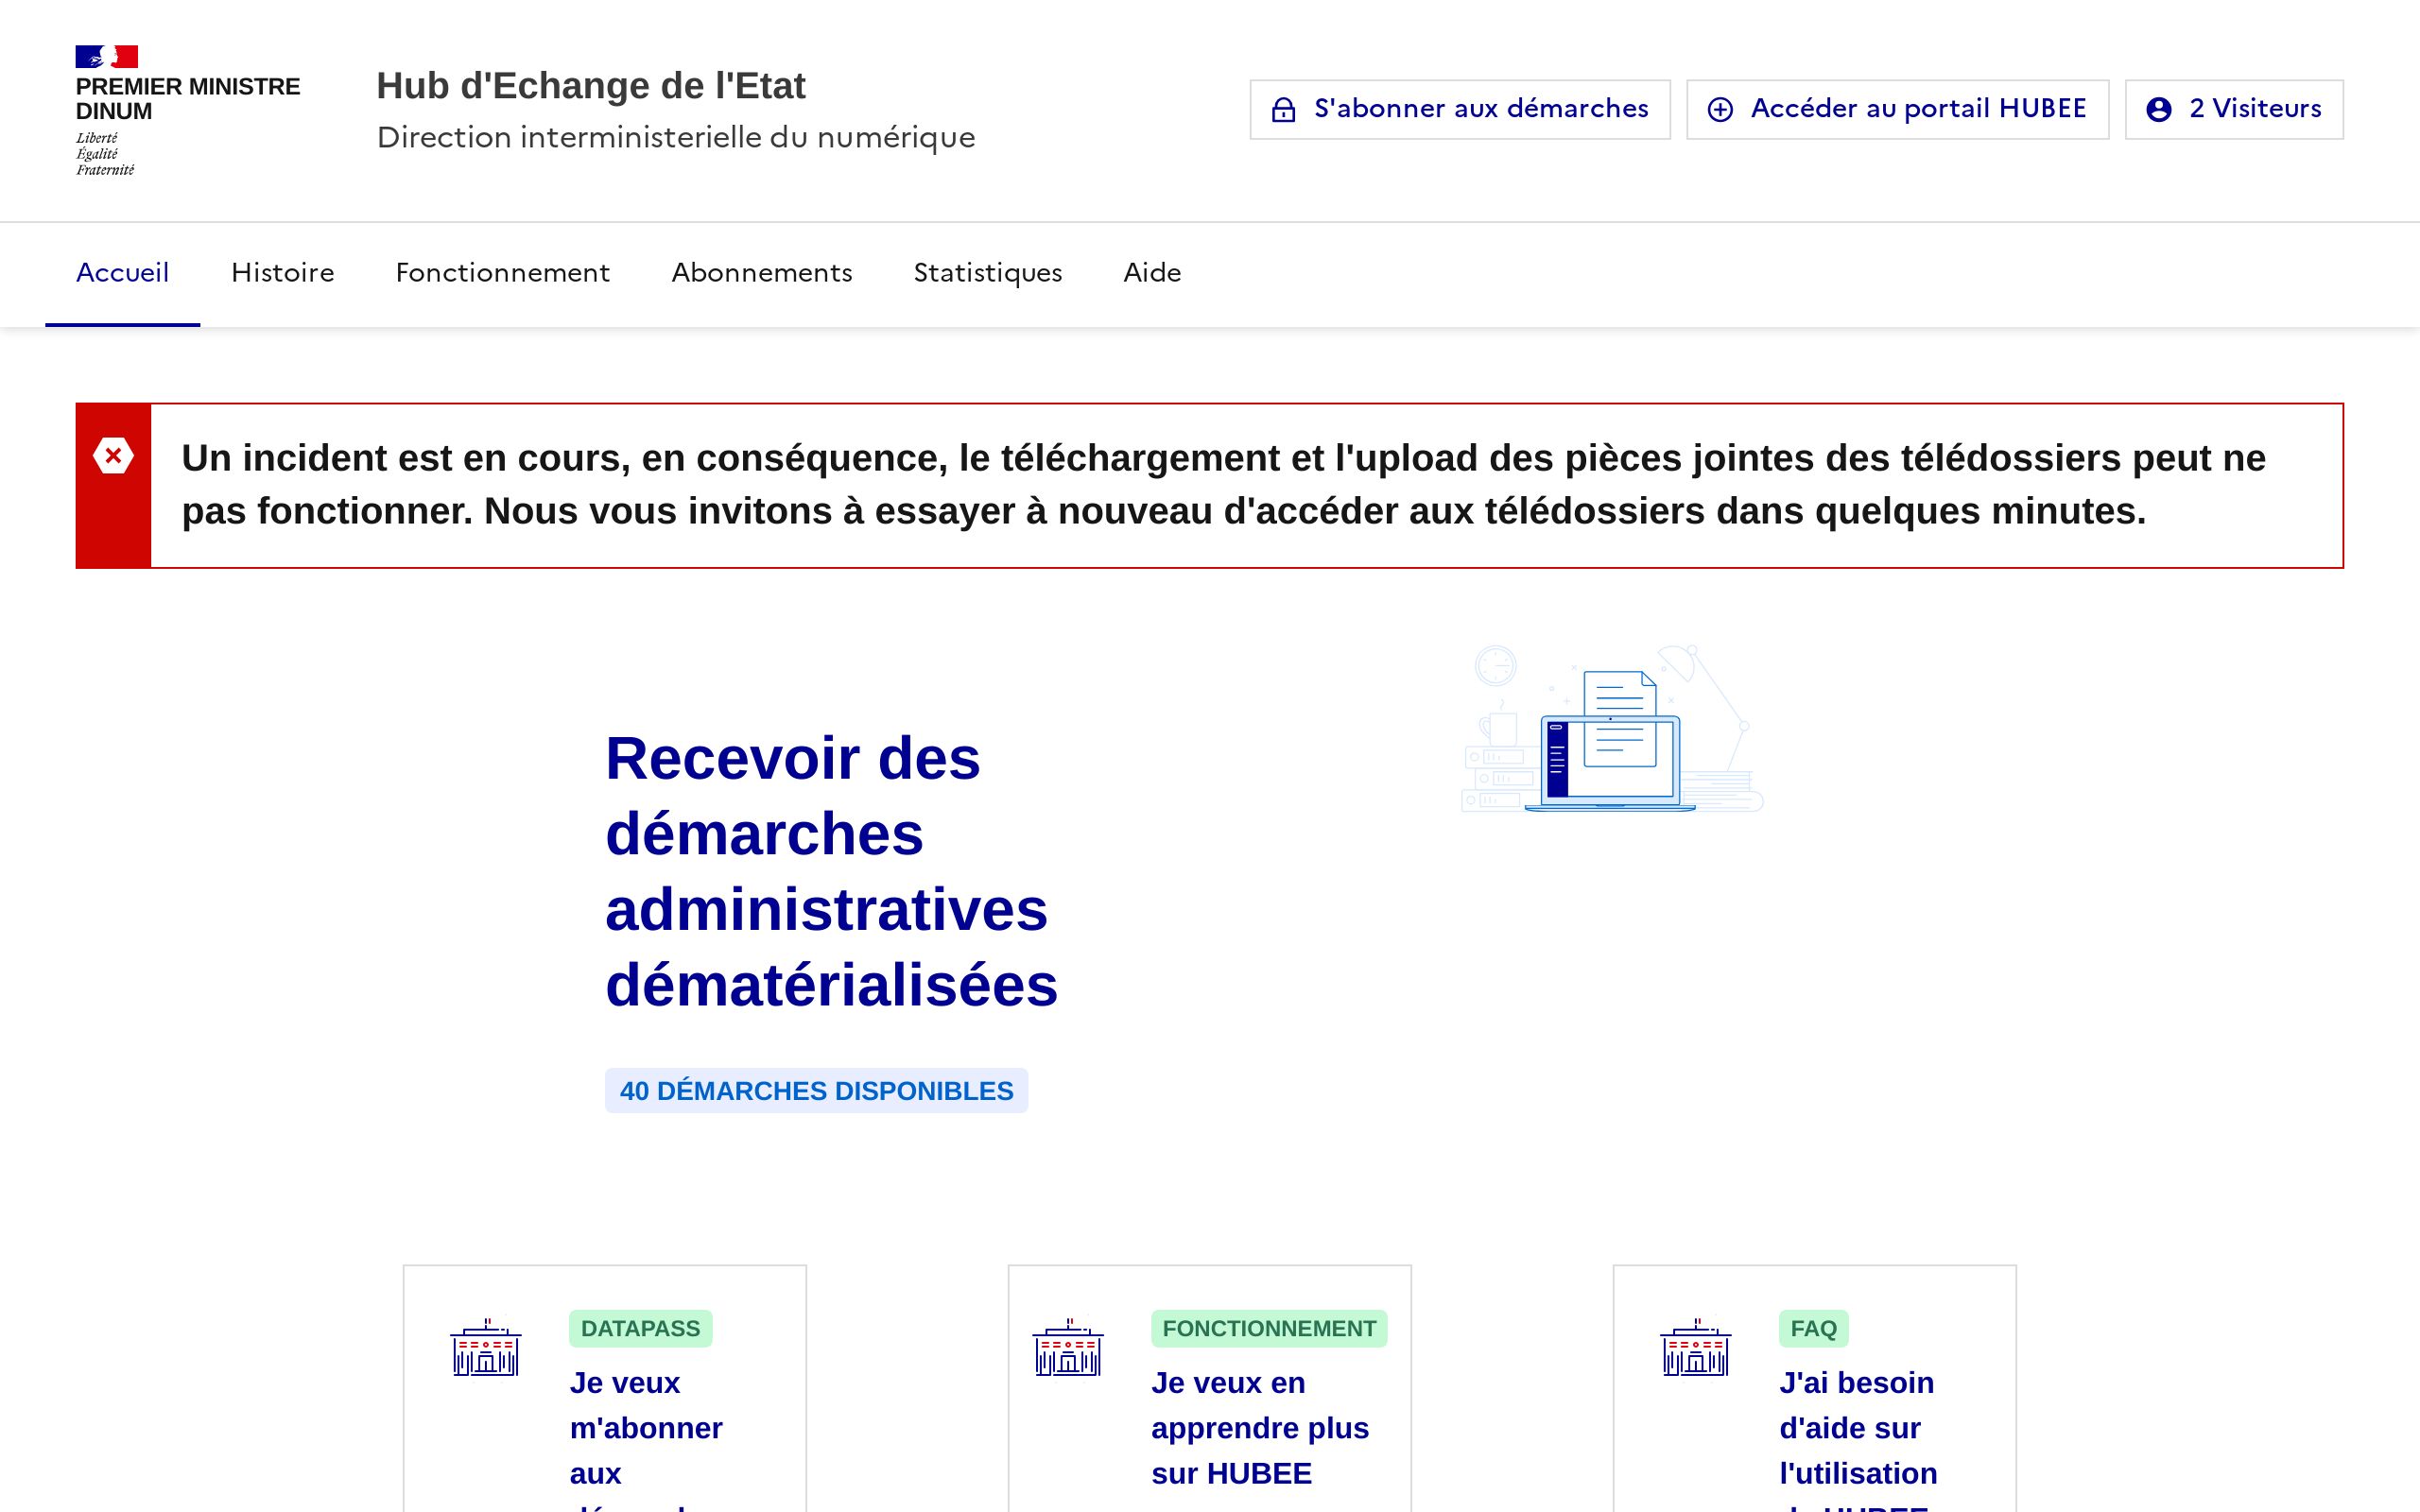 PREMIER MINISTRE
DINUM
Liberté
Égalité
Fraternité
Hub d'Echange de l'Etat
Direction interministerielle du numérique
S'abonner aux démarches
Accéder au portail HUBEE
2 Visiteurs
Accueil
Histoire
Fonctionnement
Abonnements
Statistiques
Aide
Un incident est en cours, en conséquence, le téléchargement et l'upload des pièces jointes des télédossiers peut ne
pas fonctionner. Nous vous invitons à essayer à nouveau d'accéder aux télédossiers dans quelques minutes.
Recevoir des
démarches
administratives
dématérialisées
40 DÉMARCHES DISPONIBLES
DATAPASS
Je veux
m'abonner
aux
FONCTIONNEMENT
Je veux en
apprendre plus
sur HUBEE
FAQ
J'ai besoin
d'aide sur
l'utilisation